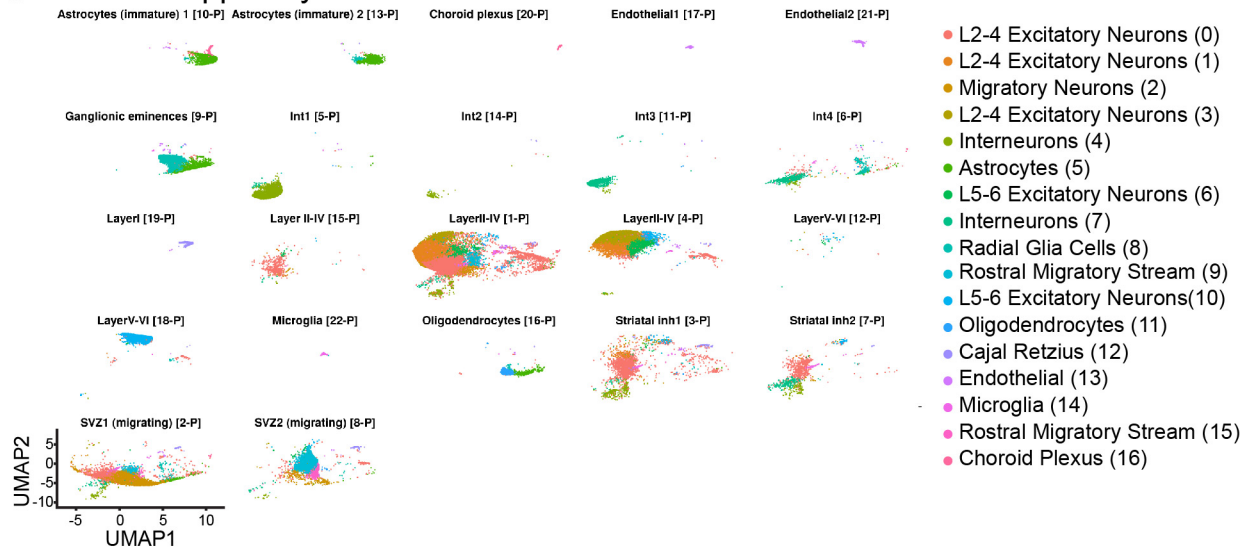 Astrocytes (immature) 1 [10-P] Astrocytes (immature) 2 [13-P] Choroid plexus [20-P] Endothelial1 [17-P] Endothelial2 [21-P]
Ganglionic eminences [9-P] Int1 [5-P] Int2 [14-P] Int3 [11-P] Int4 [6-P]
LayerI [19-P] Layer II-IV [15-P] LayerII-IV [1-P] LayerII-IV [4-P] LayerV-VI [12-P]
LayerV-VI [18-P] Microglia [22-P] Oligodendrocytes [16-P] Striatal inh1 [3-P] Striatal inh2 [7-P]
SVZ1 (migrating) [2-P] SVZ2 (migrating) [8-P]
UMAP2
5
0
-5
-10
-5 0 5 10
UMAP1
L2-4 Excitatory Neurons (0)
L2-4 Excitatory Neurons (1)
Migratory Neurons (2)
L2-4 Excitatory Neurons (3)
Interneurons (4)
Astrocytes (5)
L5-6 Excitatory Neurons (6)
Interneurons (7)
Radial Glia Cells (8)
Rostral Migratory Stream (9)
L5-6 Excitatory Neurons(10)
Oligodendrocytes (11)
Cajal Retzius (12)
Endothelial (13)
Microglia (14)
Rostral Migratory Stream (15)
Choroid Plexus (16)